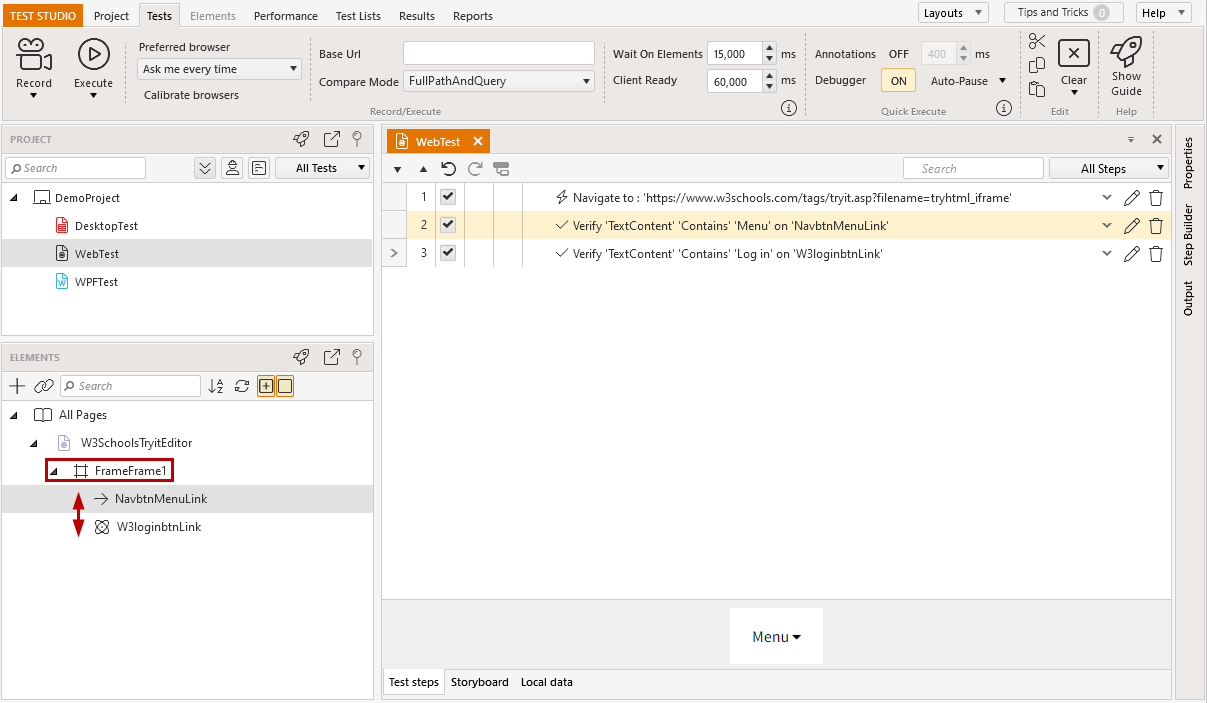 TEST STUDIO Project Tests Elements Performance Test Lists Results Reports Layouts Tips and Tricks 0 Help
Record
Execute
Preferred browser
Ask me every time
Calibrate browsers
Base Url
Compare Mode FullPathAndQuery
Record/Execute
Wait On Elements 15,000 ms
Client Ready 60,000 ms
Annotations OFF 400 ms
Debugger ON Auto-Pause
Quick Execute
Clear
Edit
Show
Guide
Help
PROJECT
Search All Tests
DemoProject
DesktopTest
WebTest
WPFTest
ELEMENTS
Search
All Pages
W3SchoolsTryitEditor
FrameFrame1
NavbtnMenuLink
W3loginbtnLink
WebTest
Search All Steps
1 Navigate to : 'https://www.w3schools.com/tags/tryit.asp?filename=tryhtml_iframe'
2 Verify 'TextContent' 'Contains' 'Menu' on 'NavbtnMenuLink'
3 Verify 'TextContent' 'Contains' 'Log in' on 'W3loginbtnLink'
Menu
Test steps Storyboard Local data
Properties
Step Builder
Output